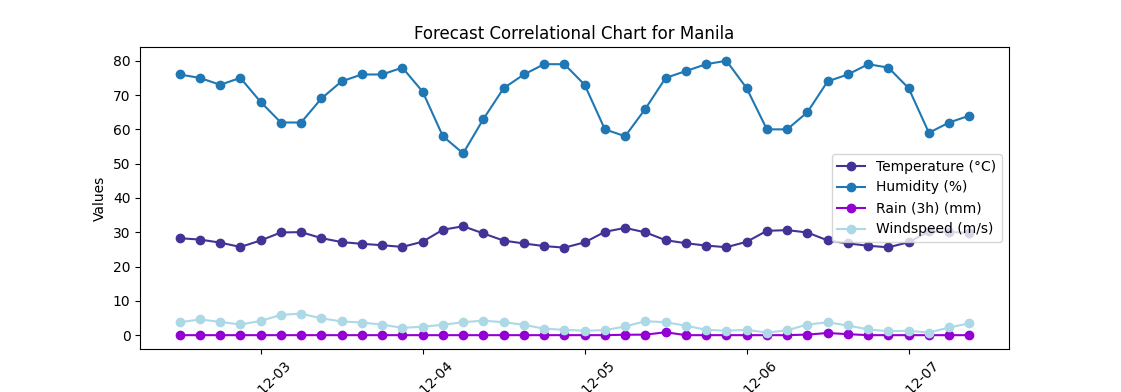 Forecast Correlational Chart for Manila
80
70
60
50
40
30
20
10
0
Values
Temperature (°C)
Humidity (%)
Rain (3h) (mm)
Windspeed (m/s)
12-03
12-04
12-05
12-06
12-07